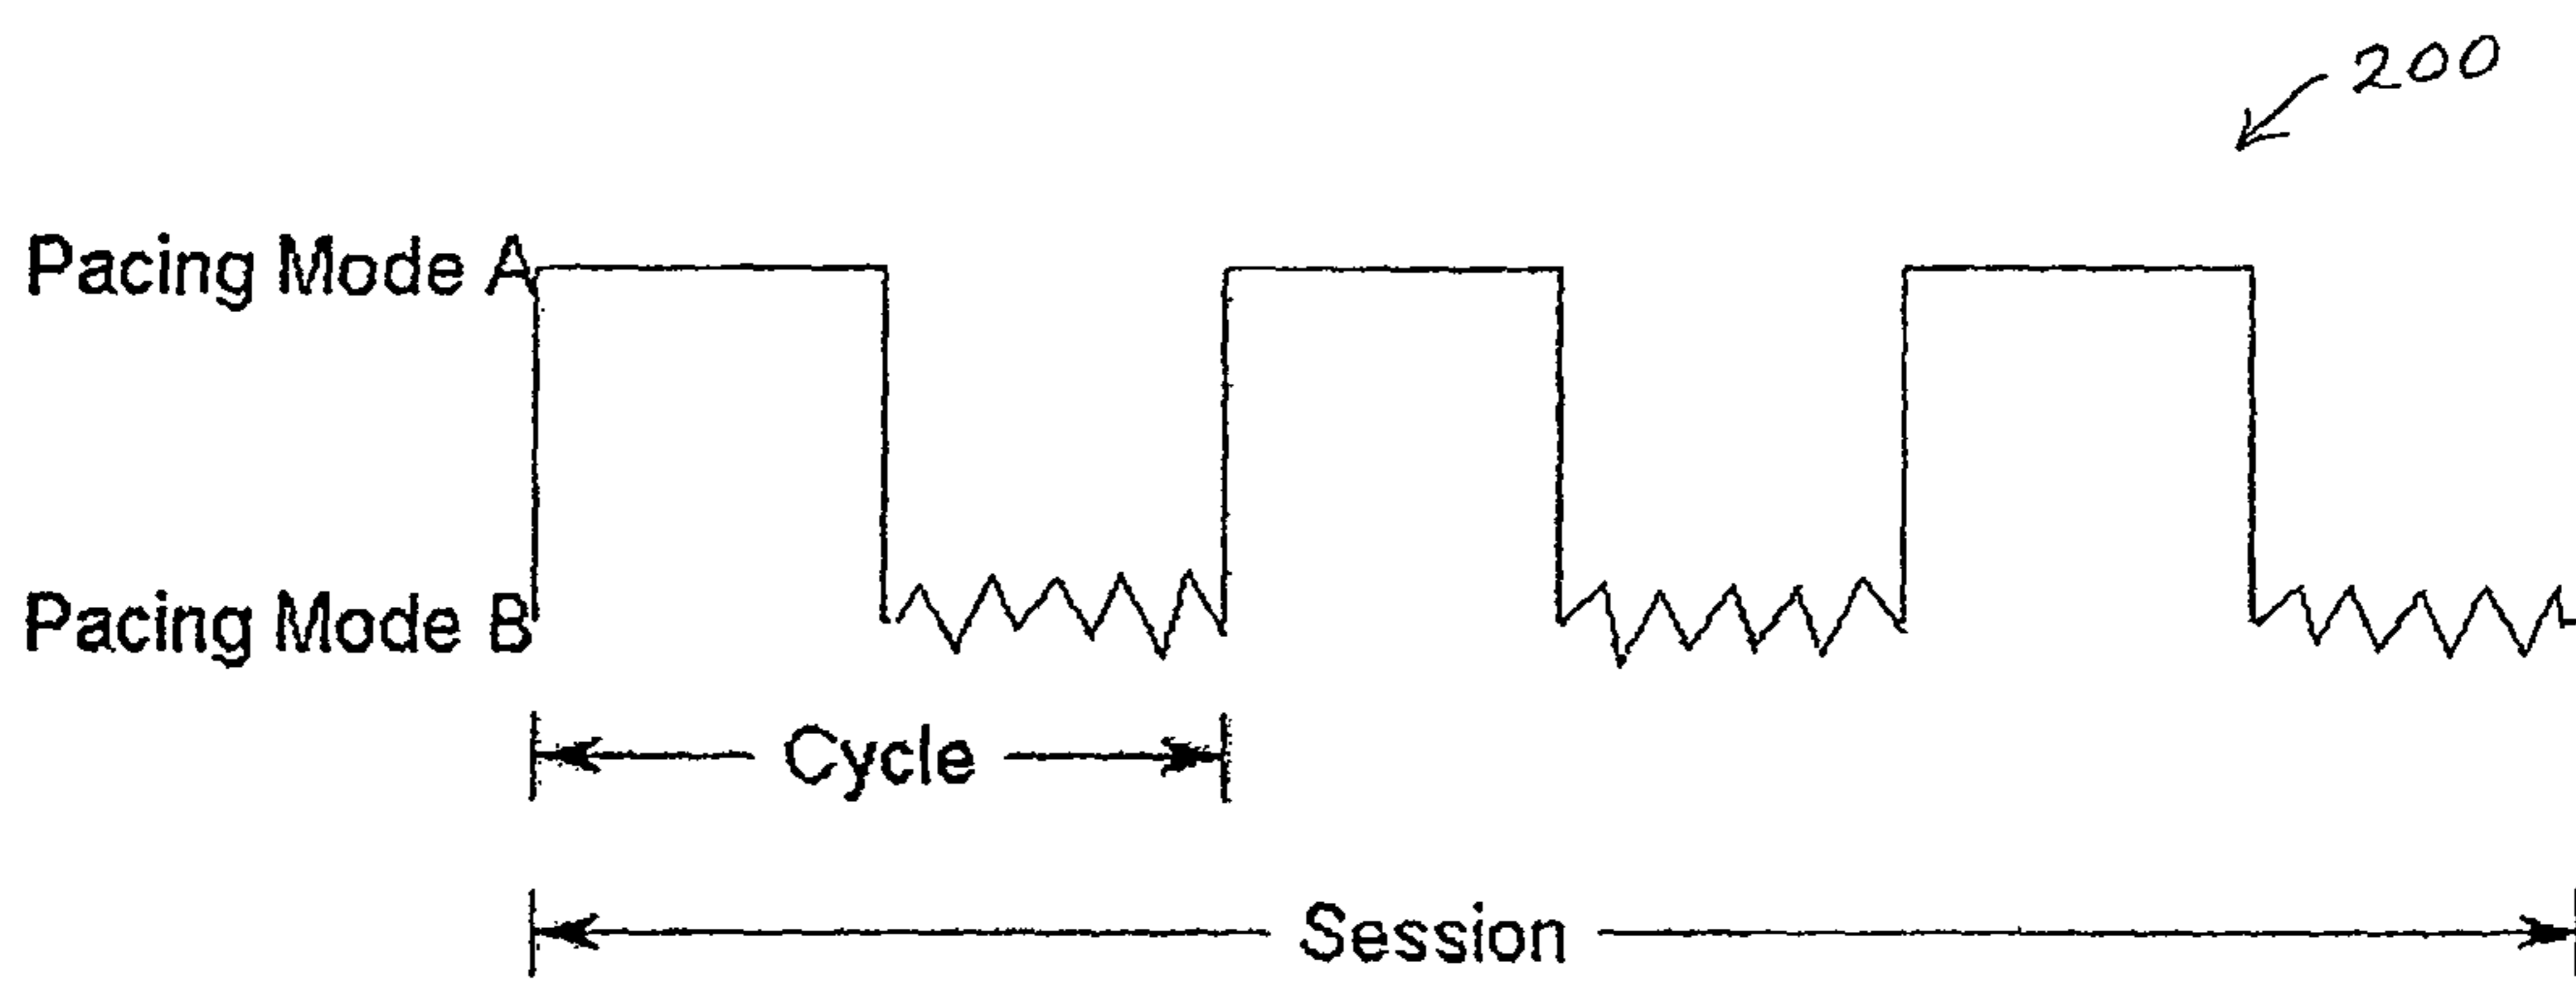 200
Pacing Mode A
Pacing Mode B
Cycle
Session